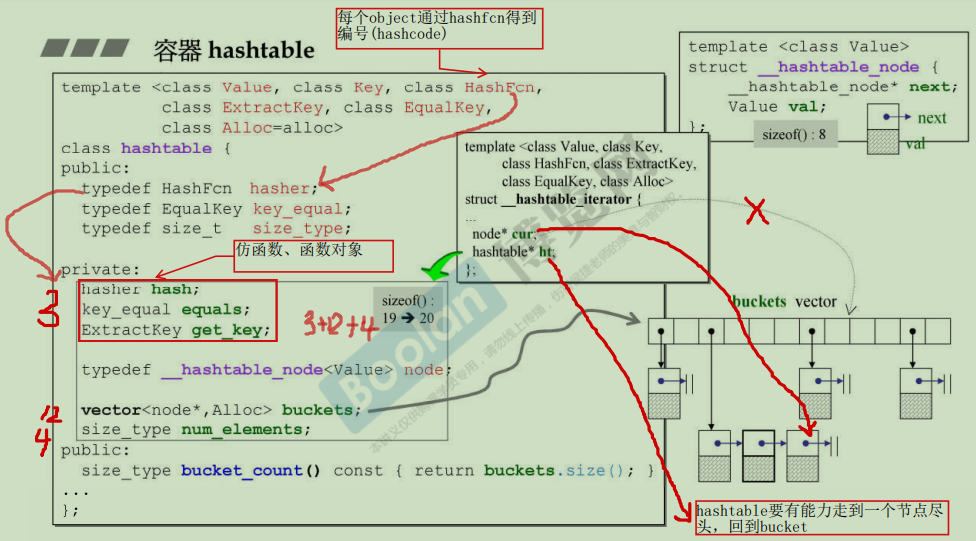 每个object通过hashfcn得到
编号(hashcode)
容器 hashtable
template <class Value, class Key, class HashFcn,
class ExtractKey, class EqualKey,
class Alloc=alloc>
class hashtable {
public:
typedef HashFcn hasher;
typedef EqualKey key_equal;
typedef size_t size_type;
仿函数、函数对象
private:
hasher hash;
key_equal equals;
ExtractKey get_key;
3
sizeof() :
19 → 20
3+12+4
typedef __hashtable_node<Value> node;
vector<node*,Alloc> buckets;
12
size_type num_elements;
4
public:
size_type bucket_count() const { return buckets.size(); }
...
};
template <class Value, class Key,
class HashFcn, class ExtractKey,
class EqualKey, class Alloc>
struct __hashtable_iterator {
...
node* cur;
hashtable* ht;
};
template <class Value>
struct __hashtable_node {
__hashtable_node* next;
Value val;
};
sizeof() : 8
next
val
buckets vector
hashtable要有能力走到一个节点尽
头，回到bucket
Boolan
博览网